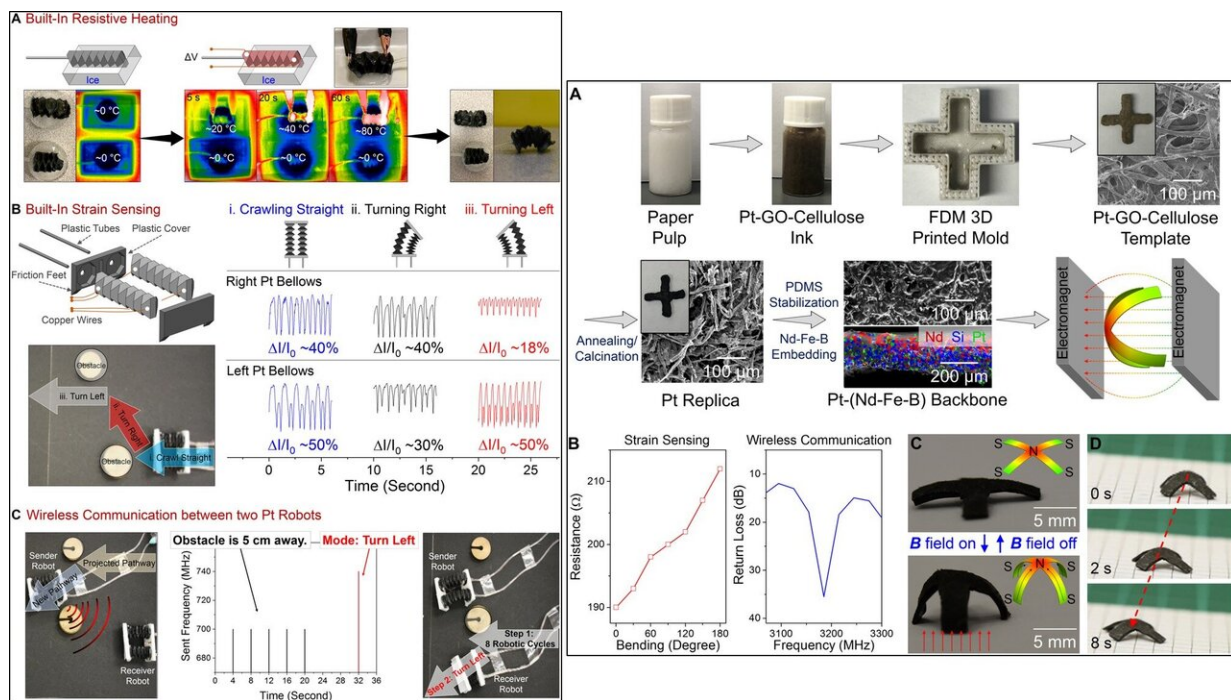 A Built-In Resistive Heating
ΔV
Ice
Ice
5 s
20 s
60 s
~0 °C
~0 °C
~20 °C
~40 °C
~80 °C
~0 °C
~0 °C
~0 °C
B Built-In Strain Sensing
Plastic Tubes
Plastic Cover
Friction Feet
Copper Wires
Obstacle
iii. Turn Left
ii. Turn Right
Obstacle
i. Crawl Straight
i. Crawling Straight
ii. Turning Right
iii. Turning Left
Right Pt Bellows
ΔI/I₀ ~40%
ΔI/I₀ ~40%
ΔI/I₀ ~18%
Left Pt Bellows
ΔI/I₀ ~50%
ΔI/I₀ ~30%
ΔI/I₀ ~50%
0 5 10 15 20 25
Time (Second)
C Wireless Communication between two Pt Robots
Sender
Robot
Projected Pathway
New Pathway
Receiver
Robot
Obstacle is 5 cm away.
Mode: Turn Left
Sent Frequency (MHz)
740
720
700
680
0 4 8 12 16 20 24 28 32 36
Time (Second)
Sender
Robot
Step 1:
8 Robotic Cycles
Step 2: Turn Left
Receiver
Robot
A
Paper
Pulp
Pt-GO-Cellulose
Ink
FDM 3D
Printed Mold
100 µm
Pt-GO-Cellulose
Template
Annealing/
Calcination
100 µm
Pt Replica
PDMS
Stabilization
Nd-Fe-B
Embedding
100 µm
Nd Si Pt
200 µm
Pt-(Nd-Fe-B) Backbone
Electromagnet
Electromagnet
B
Strain Sensing
Resistance (Ω)
210
200
190
0 60 120 180
Bending (Degree)
Wireless Communication
Return Loss (dB)
10
20
30
40
3100 3200 3300
Frequency (MHz)
C
S
S
N
S
S
5 mm
B field on
B field off
N
S
S
S
S
5 mm
D
0 s
2 s
8 s